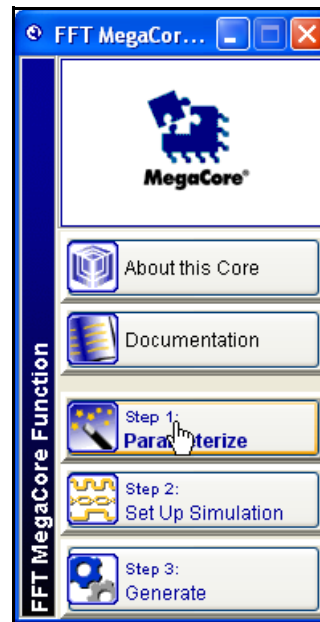 FFT MegaCor...
MegaCore®
About this Core
Documentation
Step 1:
Parameterize
Step 2:
Set Up Simulation
Step 3:
Generate
FFT MegaCore Function